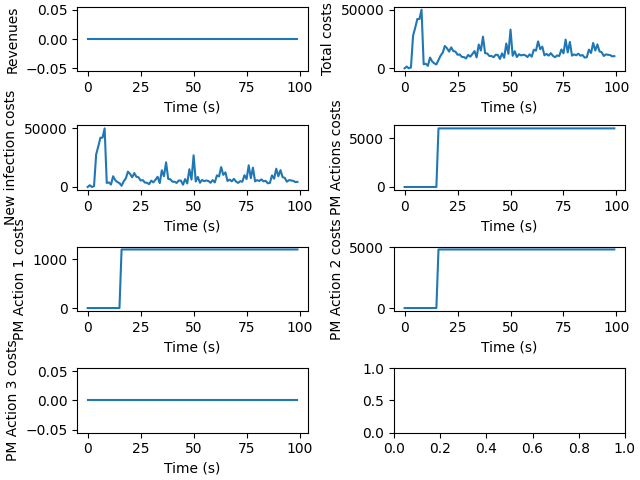 Revenues
0.05
0.00
−0.05
0 25 50 75 100
Time (s)
Total costs
50000
0
0 25 50 75 100
Time (s)
New infection costs
50000
0
0 25 50 75 100
Time (s)
PM Actions costs
5000
0
0 25 50 75 100
Time (s)
PM Action 1 costs
1000
0
0 25 50 75 100
Time (s)
PM Action 2 costs
5000
0
0 25 50 75 100
Time (s)
PM Action 3 costs
0.05
0.00
−0.05
0 25 50 75 100
Time (s)
1.0
0.5
0.0
0.0 0.2 0.4 0.6 0.8 1.0